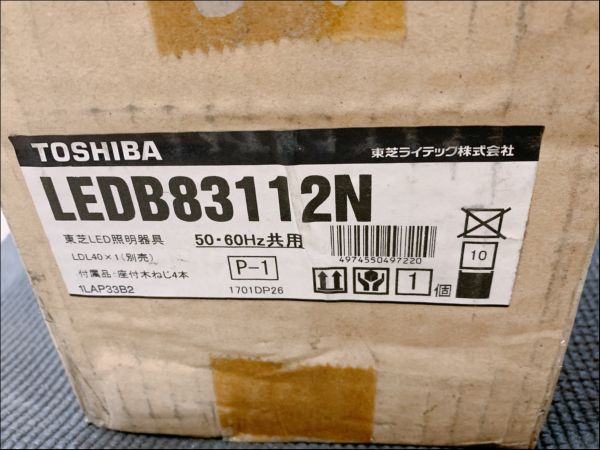 TOSHIBA
東芝ライテック株式会社
LEDB83112N
東芝LED照明器具
50・60Hz共用
LDL40×1(別売)
付属品:座付木ねじ4本
1LAP33B2
P-1
1701DP26
4974550497220
10
1個